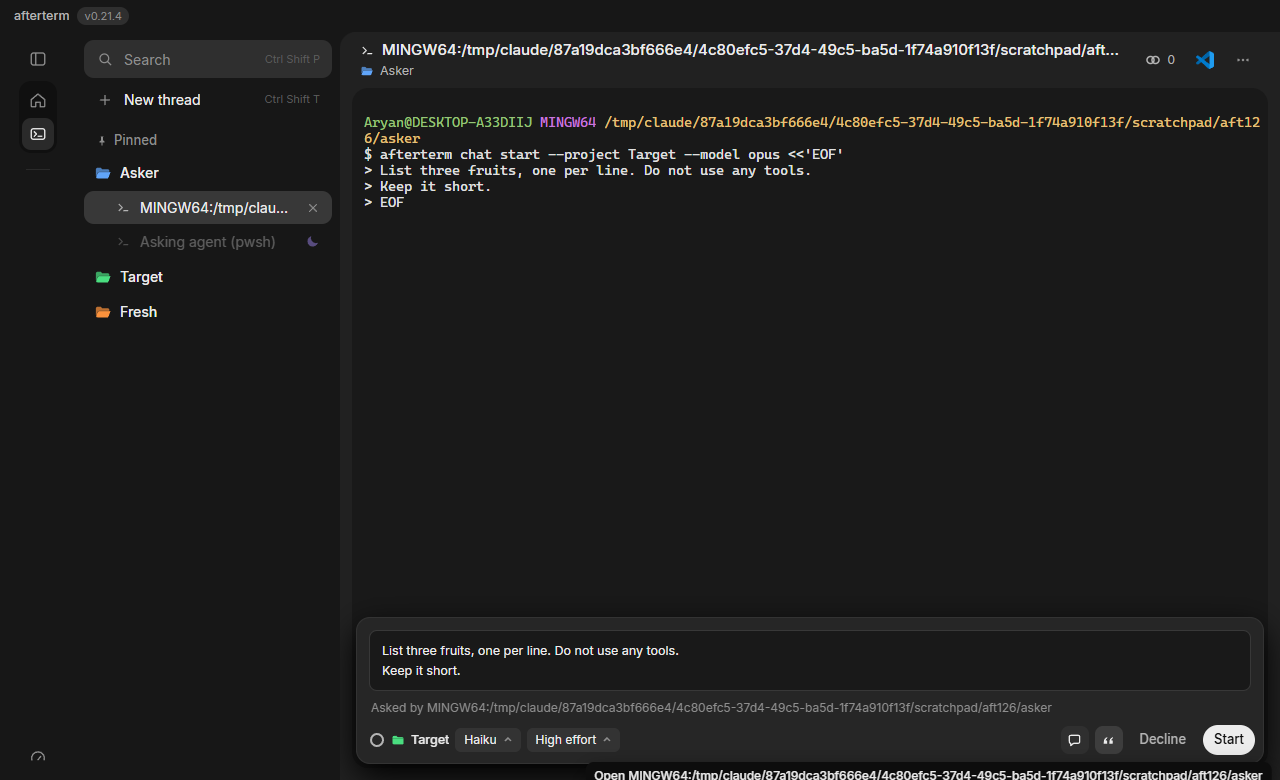 afterterm v0.21.4
Search Ctrl Shift P
New thread Ctrl Shift T
Pinned
Asker
MINGW64:/tmp/clau...
Asking agent (pwsh)
Target
Fresh
MINGW64:/tmp/claude/87a19dca3bf666e4/4c80efc5-37d4-49c5-ba5d-1f74a910f13f/scratchpad/aft...
Asker
0
Aryan@DESKTOP-A33DIIJ MINGW64 /tmp/claude/87a19dca3bf666e4/4c80efc5-37d4-49c5-ba5d-1f74a910f13f/scratchpad/aft12
6/asker
$ afterterm chat start --project Target --model opus <<'EOF'
> List three fruits, one per line. Do not use any tools.
> Keep it short.
> EOF
List three fruits, one per line. Do not use any tools.
Keep it short.
Asked by MINGW64:/tmp/claude/87a19dca3bf666e4/4c80efc5-37d4-49c5-ba5d-1f74a910f13f/scratchpad/aft126/asker
Target Haiku High effort Decline Start
Open MINGW64:/tmp/claude/87a19dca3bf666e4/4c80efc5-37d4-49c5-ba5d-1f74a910f13f/scratchpad/aft126/asker